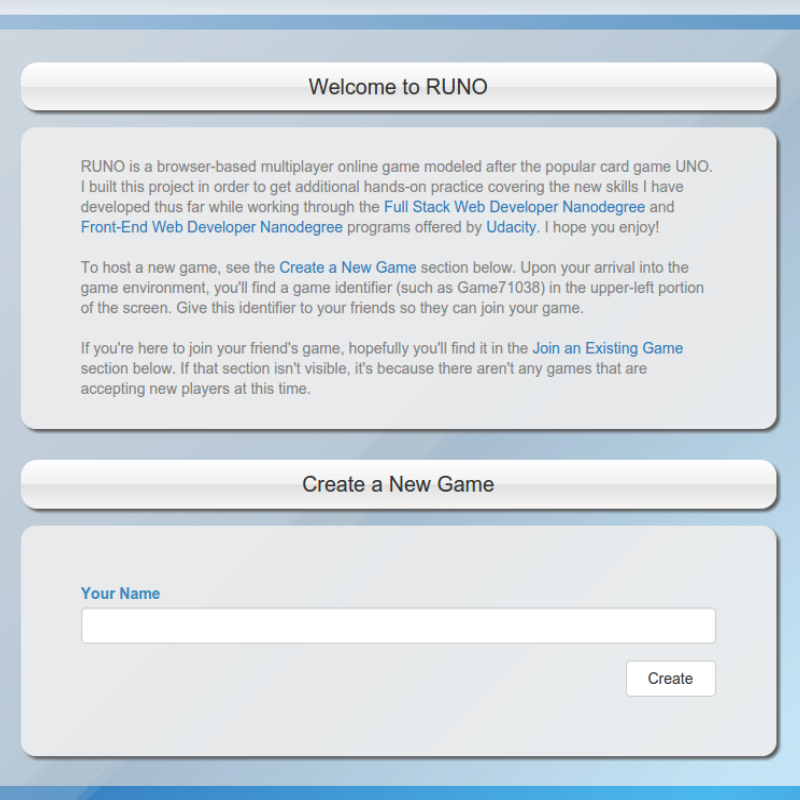 Welcome to RUNO
RUNO is a browser-based multiplayer online game modeled after the popular card game UNO.
I built this project in order to get additional hands-on practice covering the new skills I have
developed thus far while working through the Full Stack Web Developer Nanodegree and
Front-End Web Developer Nanodegree programs offered by Udacity. I hope you enjoy!
To host a new game, see the Create a New Game section below. Upon your arrival into the
game environment, you'll find a game identifier (such as Game71038) in the upper-left portion
of the screen. Give this identifier to your friends so they can join your game.
If you're here to join your friend's game, hopefully you'll find it in the Join an Existing Game
section below. If that section isn't visible, it's because there aren't any games that are
accepting new players at this time.
Create a New Game
Your Name
Create